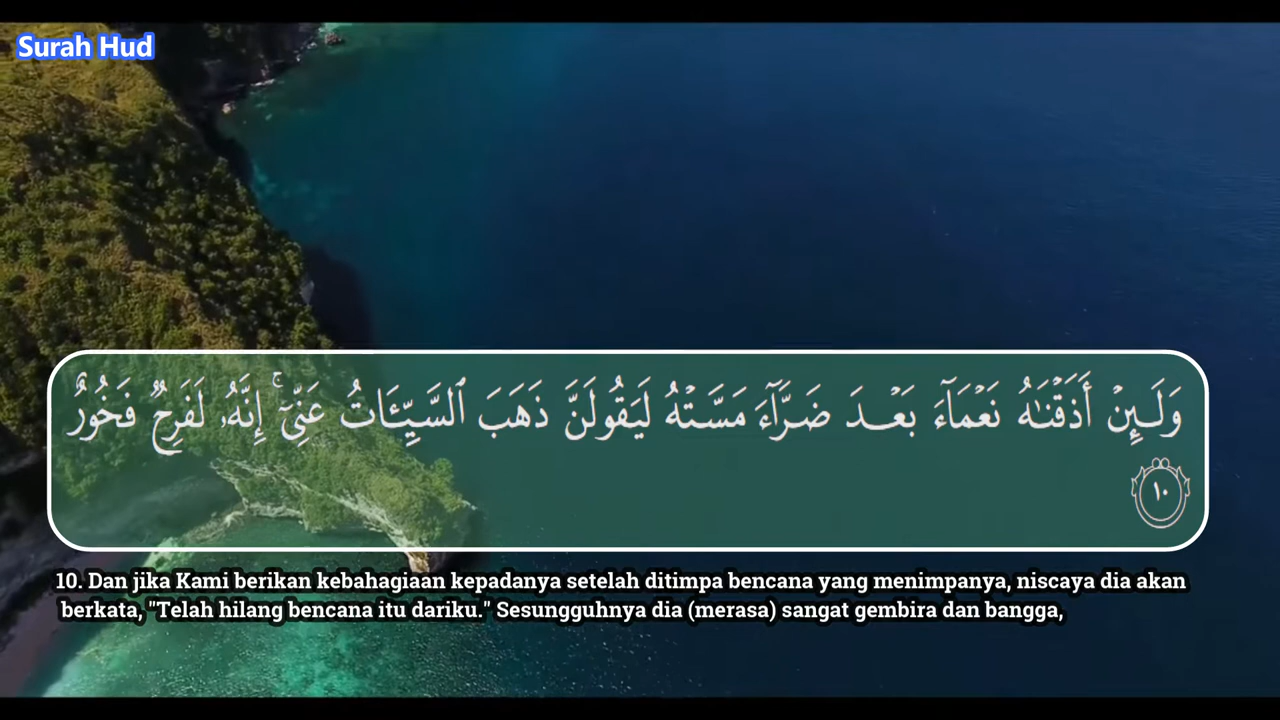 Surah Hud
وَلَئِنْ أَذَقْنَٰهُ نَعْمَآءَ بَعْدَ ضَرَّآءَ مَسَّتْهُ لَيَقُولَنَّ ذَهَبَ ٱلسَّيِّـَٔاتُ عَنِّىٓ ۚ إِنَّهُۥ لَفَرِحٌ فَخُورٌ
١٠
10. Dan jika Kami berikan kebahagiaan kepadanya setelah ditimpa bencana yang menimpanya, niscaya dia akan
berkata, "Telah hilang bencana itu dariku." Sesungguhnya dia (merasa) sangat gembira dan bangga,